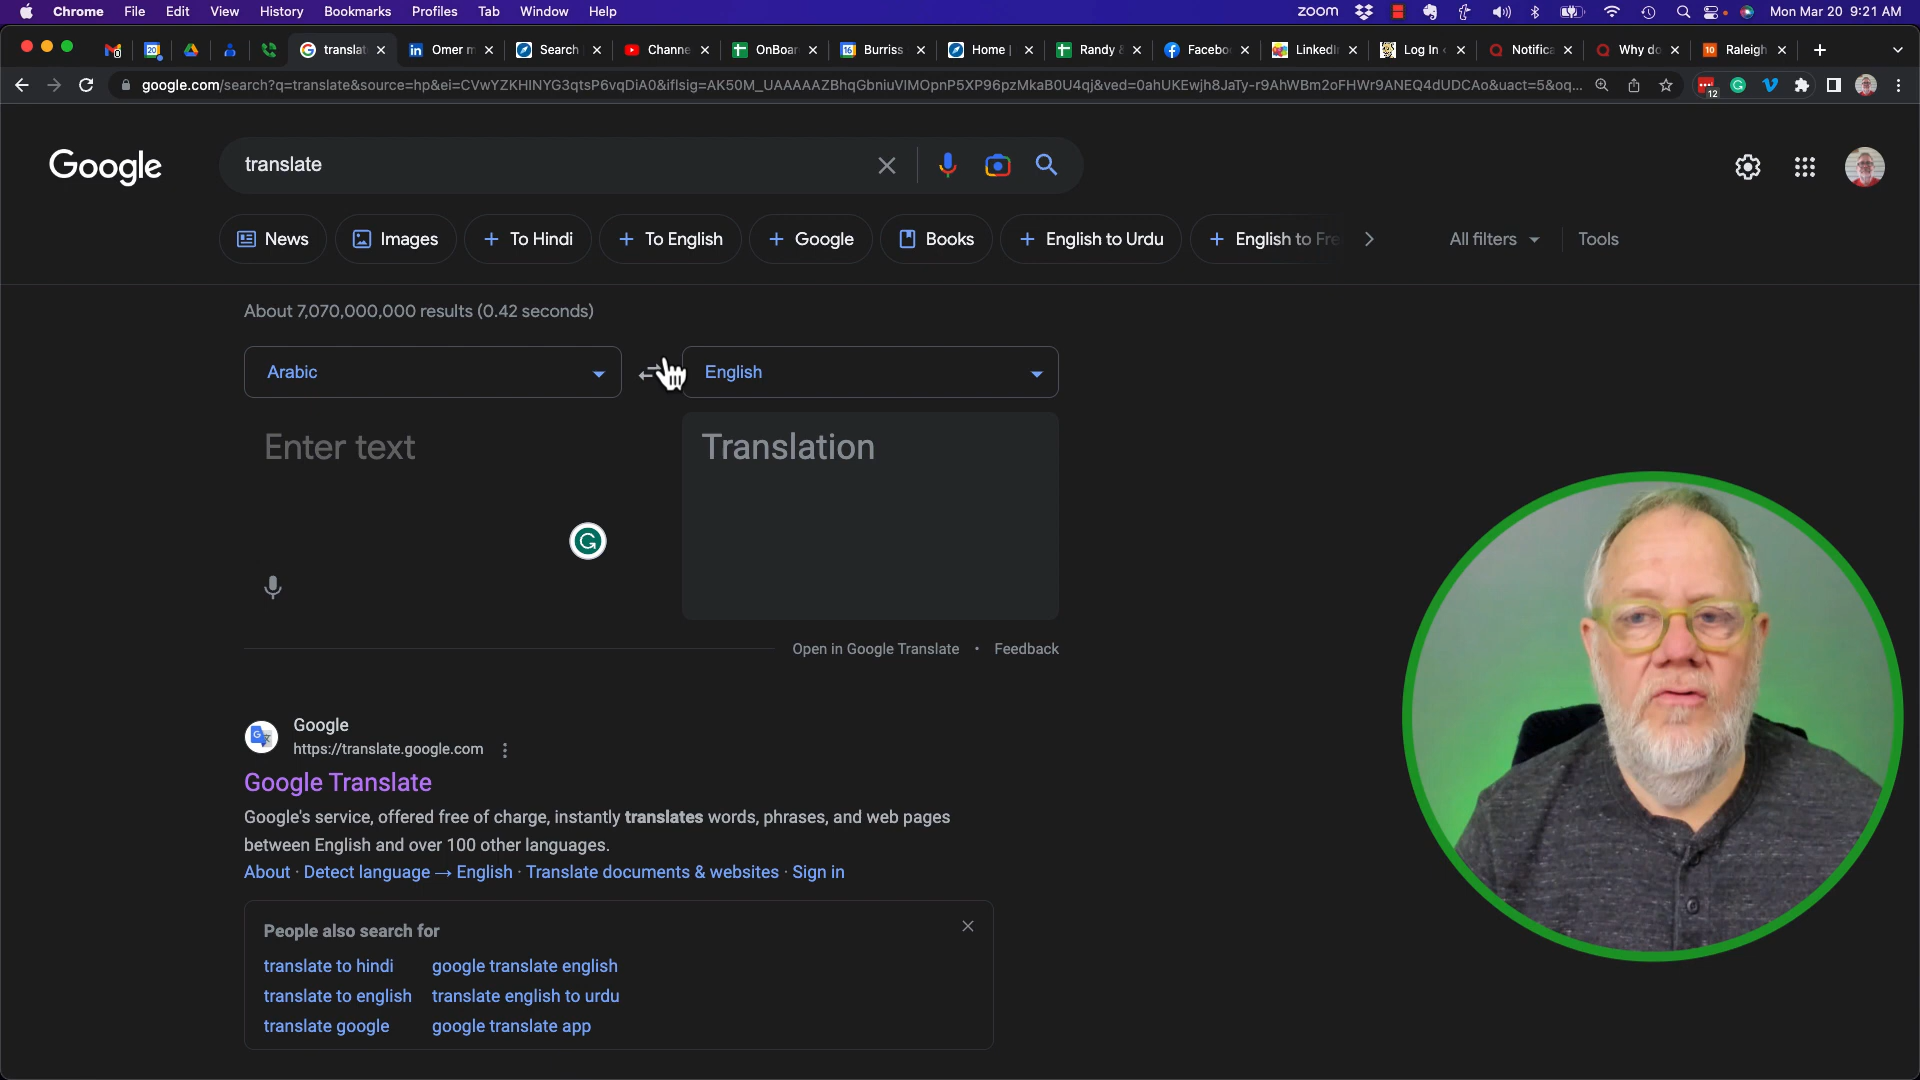 Chrome File Edit View History Bookmarks Profiles Tab Window Help zoom Mon Mar 20 9:21 AM
translat Omer m Search Channe OnBoar Burriss Home | Randy & Facebo LinkedIn Log In Notifica Why do Raleigh
google.com/search?q=translate&source=hp&ei=CVwYZKHINYG3qtsP6vqDiA0&iflsig=AK50M_UAAAAAZBhqGbniuVlMOpnP5XP96pzMkaB0U4qj&ved=0ahUKEwjh8JaTy-r9AhWBm2oFHWr9ANEQ4dUDCAo&uact=5&oq... 12
Google translate
News Images + To Hindi + To English + Google Books + English to Urdu + English to Fre All filters Tools
About 7,070,000,000 results (0.42 seconds)
Arabic English
Enter text Translation
Open in Google Translate • Feedback
Google
https://translate.google.com
Google Translate
Google's service, offered free of charge, instantly translates words, phrases, and web pages
between English and over 100 other languages.
About · Detect language → English · Translate documents & websites · Sign in
People also search for
translate to hindi google translate english
translate to english translate english to urdu
translate google google translate app